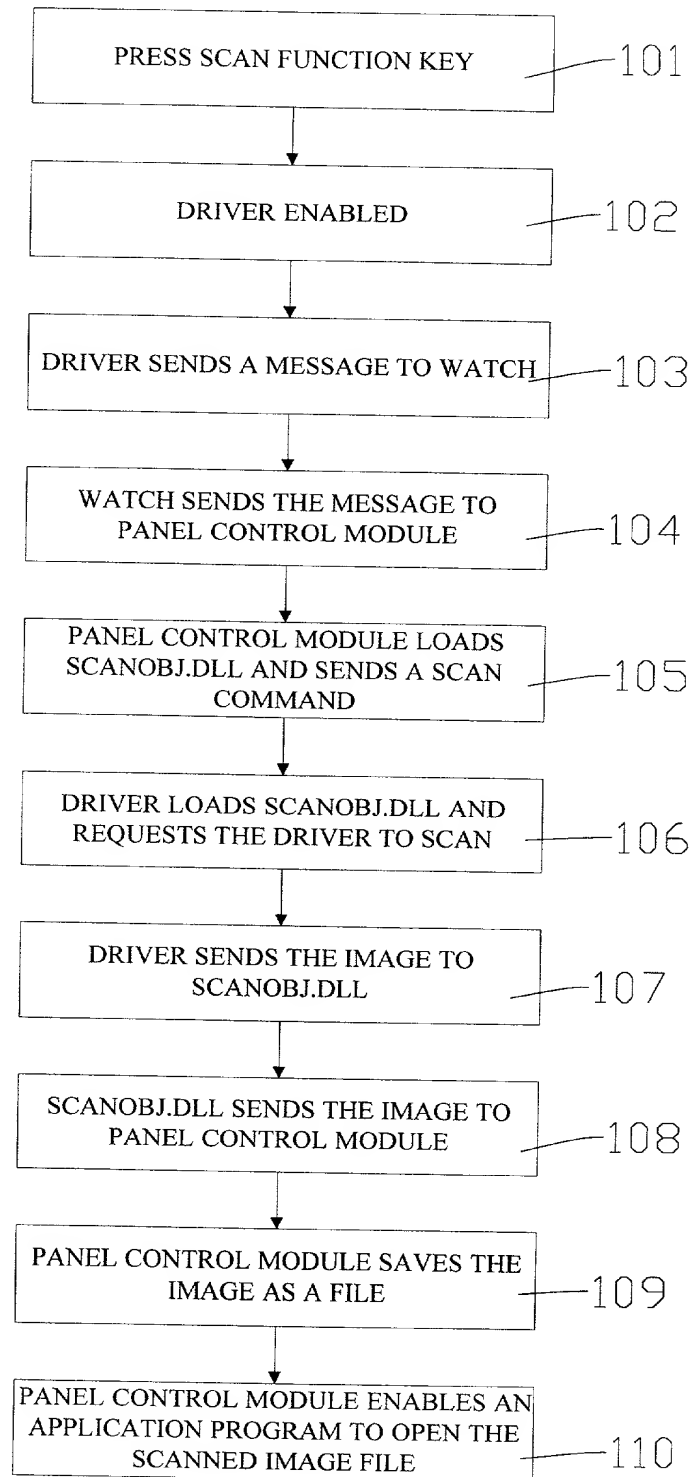 PRESS SCAN FUNCTION KEY
101
DRIVER ENABLED
102
DRIVER SENDS A MESSAGE TO WATCH
103
WATCH SENDS THE MESSAGE TO
PANEL CONTROL MODULE
104
PANEL CONTROL MODULE LOADS
SCANOBJ.DLL AND SENDS A SCAN
COMMAND
105
DRIVER LOADS SCANOBJ.DLL AND
REQUESTS THE DRIVER TO SCAN
106
DRIVER SENDS THE IMAGE TO
SCANOBJ.DLL
107
SCANOBJ.DLL SENDS THE IMAGE TO
PANEL CONTROL MODULE
108
PANEL CONTROL MODULE SAVES THE
IMAGE AS A FILE
109
PANEL CONTROL MODULE ENABLES AN
APPLICATION PROGRAM TO OPEN THE
SCANNED IMAGE FILE
110